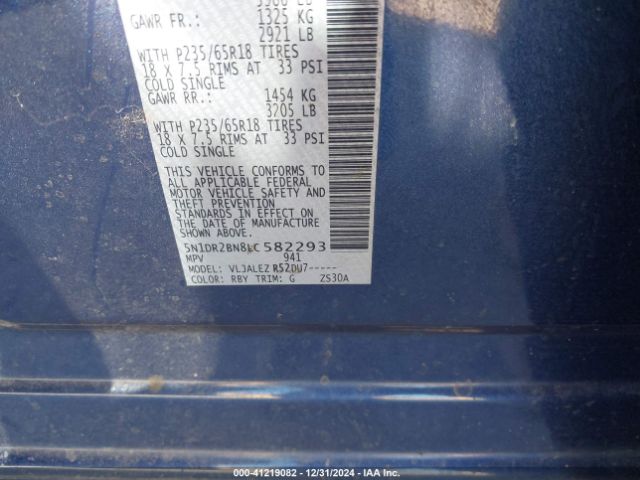 GAWR FR.: 1325 KG
2921 LB
WITH P235/65R18 TIRES
18 X 7.5 RIMS AT 33 PSI
COLD SINGLE
GAWR RR.: 1454 KG
3205 LB
WITH P235/65R18 TIRES
18 X 7.5 RIMS AT 33 PSI
COLD SINGLE
THIS VEHICLE CONFORMS TO
ALL APPLICABLE FEDERAL
MOTOR VEHICLE SAFETY AND
THEFT PREVENTION
STANDARDS IN EFFECT ON
THE DATE OF MANUFACTURE
SHOWN ABOVE.
5N1DR2BN8LC582293
MPV 941
MODEL: VLJALEZ R52DU7-----
COLOR: RBY TRIM: G ZS30A
000-41219082 - 12/31/2024 - IAA Inc.